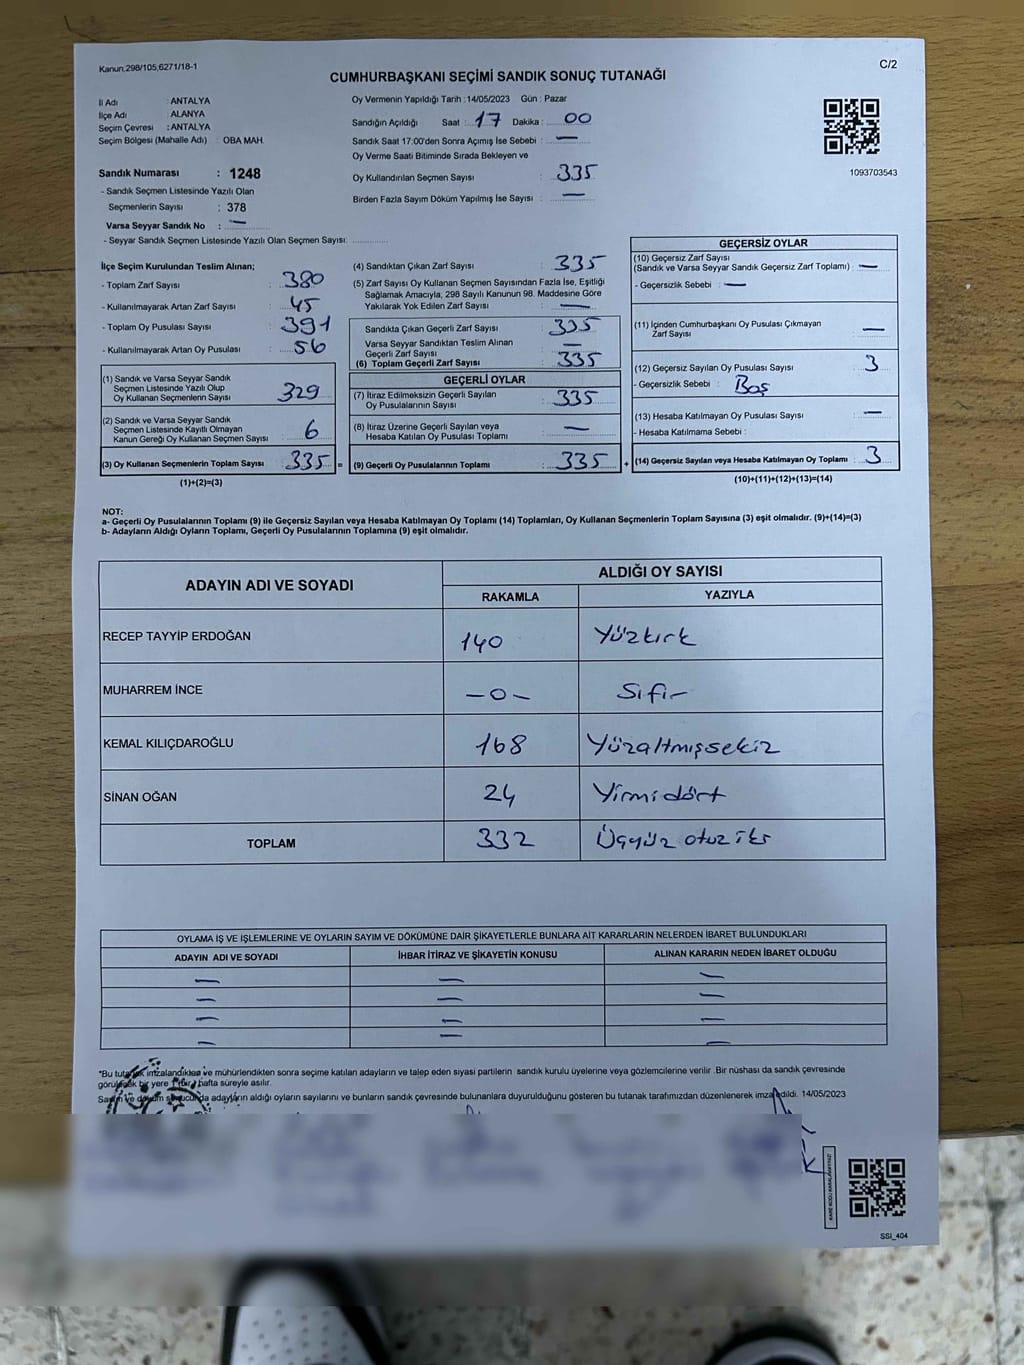 Kanun,298/105,6271/18-1
C/2
CUMHURBAŞKANI SEÇİMİ SANDIK SONUÇ TUTANAĞI
İl Adı : ANTALYA
İlçe Adı : ALANYA
Seçim Çevresi : ANTALYA
Seçim Bölgesi (Mahalle Adı) : OBA MAH.
Sandık Numarası : 1248
- Sandık Seçmen Listesinde Yazılı Olan
Seçmenlerin Sayısı : 378
Varsa Seyyar Sandık No : —
- Seyyar Sandık Seçmen Listesinde Yazılı Olan Seçmen Sayısı: ............
Oy Vermenin Yapıldığı Tarih : 14/05/2023 Gün : Pazar
Sandığın Açıldığı Saat : 17 Dakika : 00
Sandık Saat 17:00'den Sonra Açımış İse Sebebi : —
Oy Verme Saati Bitiminde Sırada Bekleyen ve
Oy Kullandırılan Seçmen Sayısı : 335
Birden Fazla Sayım Döküm Yapılmış İse Sayısı : —
1093703543
İlçe Seçim Kurulundan Teslim Alınan;
- Toplam Zarf Sayısı : 380
- Kullanılmayarak Artan Zarf Sayısı : 45
- Toplam Oy Pusulası Sayısı : 391
- Kullanılmayarak Artan Oy Pusulası : 56
(1) Sandık ve Varsa Seyyar Sandık
Seçmen Listesinde Yazılı Olup
Oy Kullanan Seçmenlerin Sayısı : 329
(2) Sandık ve Varsa Seyyar Sandık
Seçmen Listesinde Kayıtlı Olmayan
Kanun Gereği Oy Kullanan Seçmen Sayısı : 6
(3) Oy Kullanan Seçmenlerin Toplam Sayısı : 335 =
(1)+(2)=(3)
(4) Sandıktan Çıkan Zarf Sayısı : 335
(5) Zarf Sayısı Oy Kullanan Seçmen Sayısından Fazla İse, Eşitliği
Sağlamak Amacıyla, 298 Sayılı Kanunun 98. Maddesine Göre
Yakılarak Yok Edilen Zarf Sayısı : —
Sandıkta Çıkan Geçerli Zarf Sayısı : 335
Varsa Seyyar Sandıktan Teslim Alınan
Geçerli Zarf Sayısı : —
(6) Toplam Geçerli Zarf Sayısı : 335
GEÇERLİ OYLAR
(7) İtiraz Edilmeksizin Geçerli Sayılan
Oy Pusulalarının Sayısı : 335
(8) İtiraz Üzerine Geçerli Sayılan veya
Hesaba Katılan Oy Pusulası Toplamı : —
(9) Geçerli Oy Pusulalarının Toplamı : 335 +
GEÇERSİZ OYLAR
(10) Geçersiz Zarf Sayısı
(Sandık ve Varsa Seyyar Sandık Geçersiz Zarf Toplamı) : —
- Geçersizlik Sebebi : —
(11) İçinden Cumhurbaşkanı Oy Pusulası Çıkmayan
Zarf Sayısı : —
(12) Geçersiz Sayılan Oy Pusulası Sayısı : 3
- Geçersizlik Sebebi : Boş
(13) Hesaba Katılmayan Oy Pusulası Sayısı : —
- Hesaba Katılmama Sebebi :
(14) Geçersiz Sayılan veya Hesaba Katılmayan Oy Toplamı : 3
(10)+(11)+(12)+(13)=(14)
NOT:
a- Geçerli Oy Pusulalarının Toplamı (9) ile Geçersiz Sayılan veya Hesaba Katılmayan Oy Toplamı (14) Toplamları, Oy Kullanan Seçmenlerin Toplam Sayısına (3) eşit olmalıdır. (9)+(14)=(3)
b- Adayların Aldığı Oyların Toplamı, Geçerli Oy Pusulalarının Toplamına (9) eşit olmalıdır.
ADAYIN ADI VE SOYADI
ALDIĞI OY SAYISI
RAKAMLA YAZIYLA
RECEP TAYYİP ERDOĞAN 140 Yüzkırk
MUHARREM İNCE —0— Sıfır
KEMAL KILIÇDAROĞLU 168 Yüzaltmışsekiz
SİNAN OĞAN 24 Yirmidört
TOPLAM 332 Üçyüz otuz iki
OYLAMA İŞ VE İŞLEMLERİNE VE OYLARIN SAYIM VE DÖKÜMÜNE DAİR ŞİKAYETLERLE BUNLARA AİT KARARLARIN NELERDEN İBARET BULUNDUKLARI
ADAYIN ADI VE SOYADI İHBAR İTİRAZ VE ŞİKAYETİN KONUSU ALINAN KARARIN NEDEN İBARET OLDUĞU
— — —
— — —
— — —
— — —
"Bu tutanak imzalandıktan ve mühürlendikten sonra seçime katılan adayların ve talep eden siyasi partilerin sandık kurulu üyelerine veya gözlemcilerine verilir .Bir nüshası da sandık çevresinde
görülecek bir yere 1 (bir) hafta süreyle asılır.
Sayım ve döküm sonucunda adayların aldığı oyların sayılarını ve bunların sandık çevresinde bulunanlara duyurulduğunu gösteren bu tutanak tarafımızdan düzenlenerek imzaledildi. 14/05/2023
SSİ_404